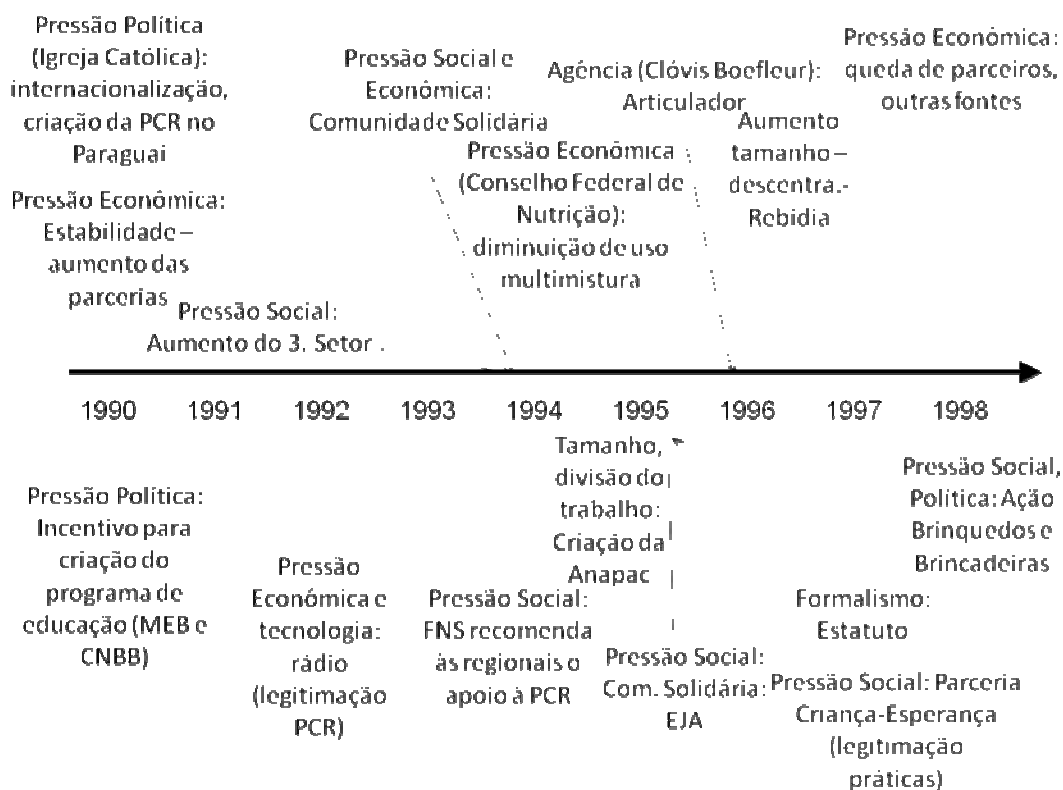 Pressão Política
(Igreja Católica):
internacionalização,
criação da PCR no
Paraguai
Pressão Econômica:
Estabilidade –
aumento das
parcerias
Pressão Social:
Aumento do 3. Setor .
Pressão Social e
Econômica:
Comunidade Solidária
Pressão Econômica
(Conselho Federal de
Nutrição):
diminuição de uso
multimistura
Agência (Clóvis Boefleur):
Articulador
Aumento
tamanho –
descentra.-
Rebidia
Pressão Econômica:
queda de parceiros,
outras fontes
1990 1991 1992 1993 1994 1995 1996 1997 1998
Pressão Política:
Incentivo para
criação do
programa de
educação (MEB e
CNBB)
Pressão
Econômica e
tecnologia:
rádio
(legitimação
PCR)
Pressão Social:
FNS recomenda
às regionais o
apoio à PCR
Tamanho,
divisão do
trabalho:
Criação da
Anapac
Pressão Social:
Com. Solidária:
EJA
Formalismo:
Estatuto
Pressão Social: Parceria
Criança-Esperança
(legitimação
práticas)
Pressão Social,
Política: Ação
Brinquedos e
Brincadeiras